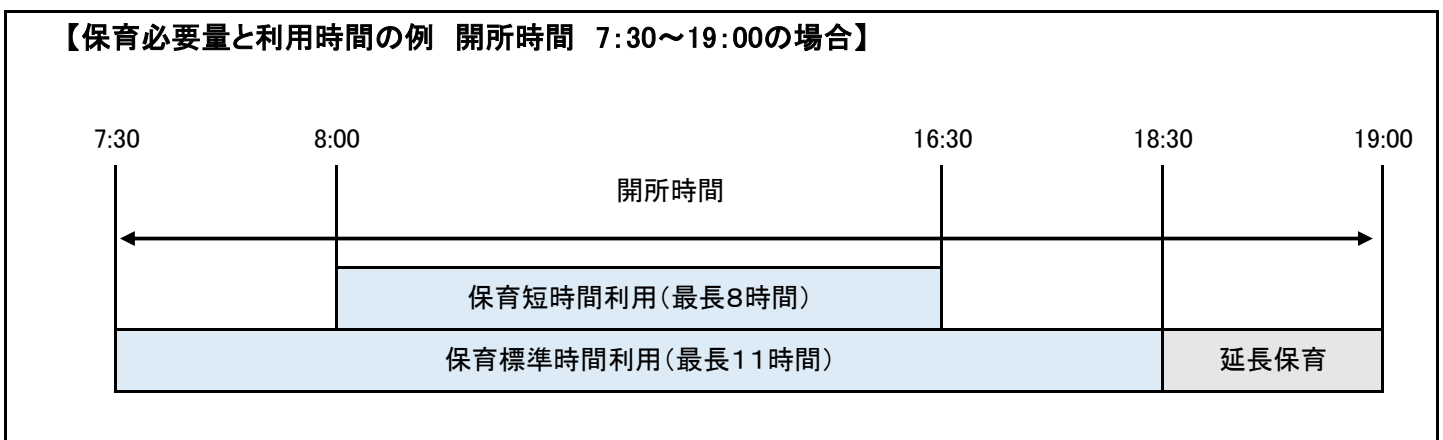 【保育必要量と利用時間の例　開所時間　7:30～19:00の場合】
7:30 8:00 16:30 18:30 19:00
開所時間
保育短時間利用（最長８時間）
保育標準時間利用（最長１１時間） 延長保育